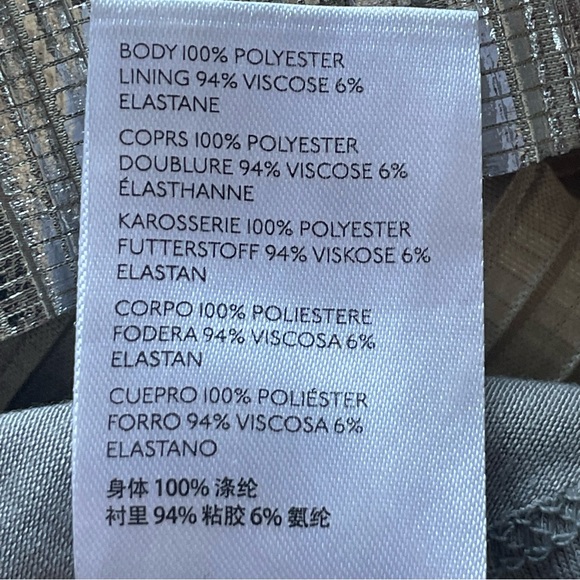 BODY 100% POLYESTER
LINING 94% VISCOSE 6%
ELASTANE
COPRS 100% POLYESTER
DOUBLURE 94% VISCOSE 6%
ÉLASTHANNE
KAROSSERIE 100% POLYESTER
FUTTERSTOFF 94% VISKOSE 6%
ELASTAN
CORPO 100% POLIESTERE
FODERA 94% VISCOSA 6%
ELASTAN
CUEPRO 100% POLIÉSTER
FORRO 94% VISCOSA 6%
ELASTANO
身体 100% 涤纶
衬里 94% 粘胶 6% 氨纶